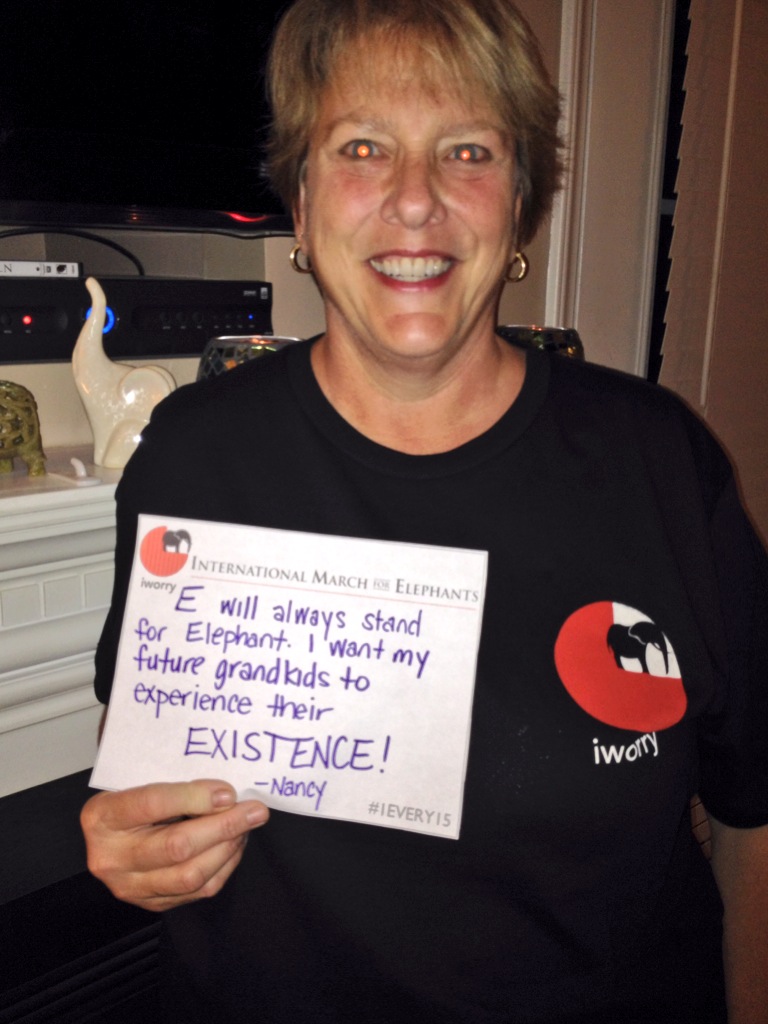 INTERNATIONAL MARCH FOR ELEPHANTS
iworry
E will always stand
for Elephant. I want my
future grandkids to
experience their
EXISTENCE!
-Nancy
#1EVERY15
iworry